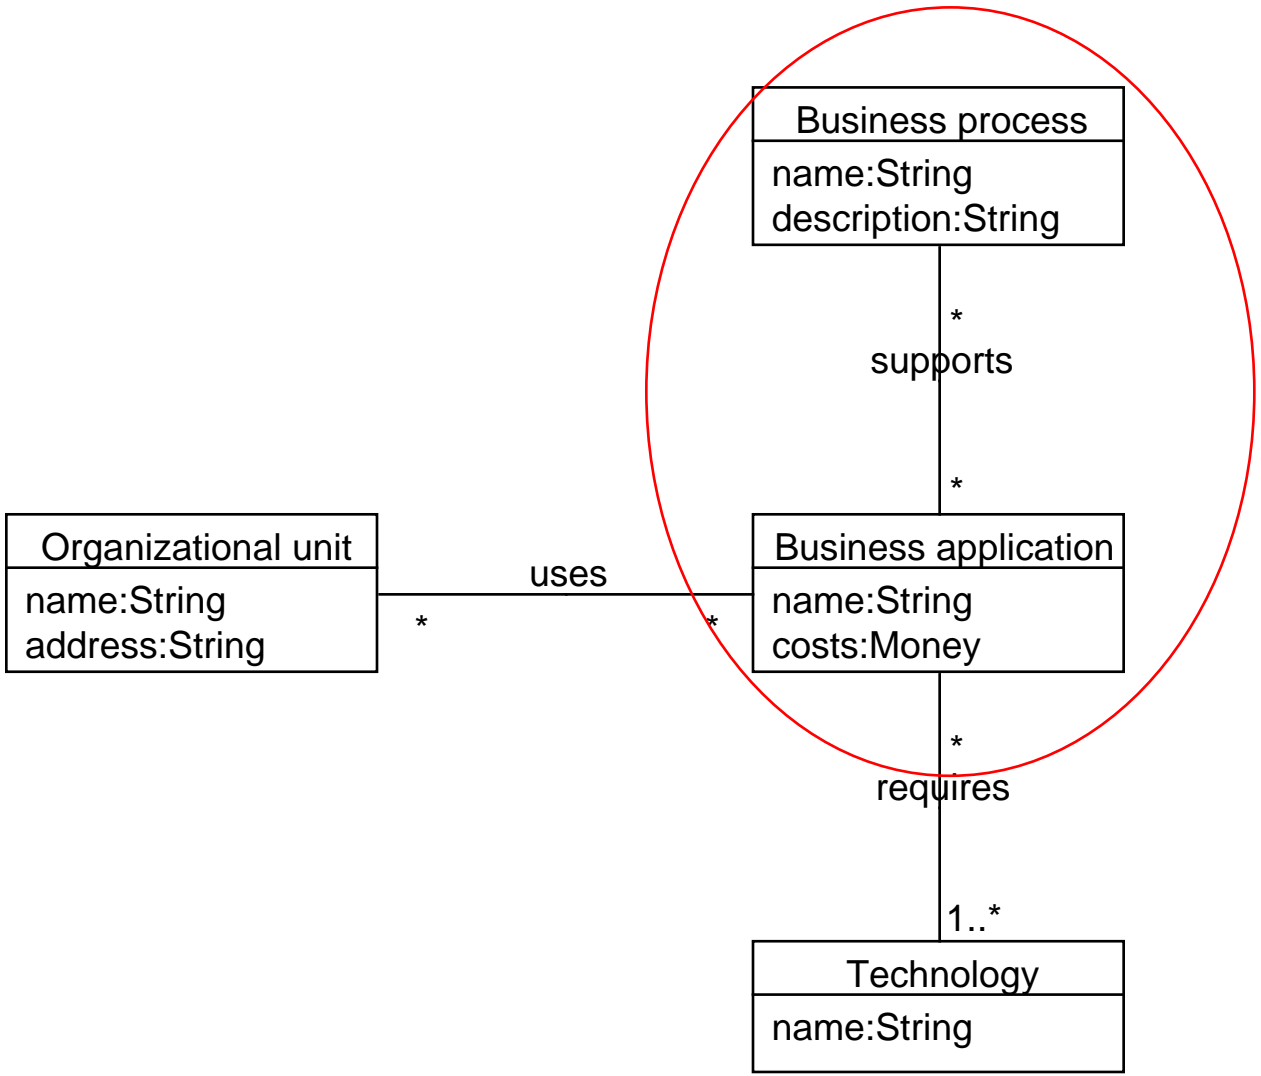 Business process
name:String
description:String
*
supports
*
Organizational unit
name:String
address:String
*
uses
*
Business application
name:String
costs:Money
*
requires
1..*
Technology
name:String